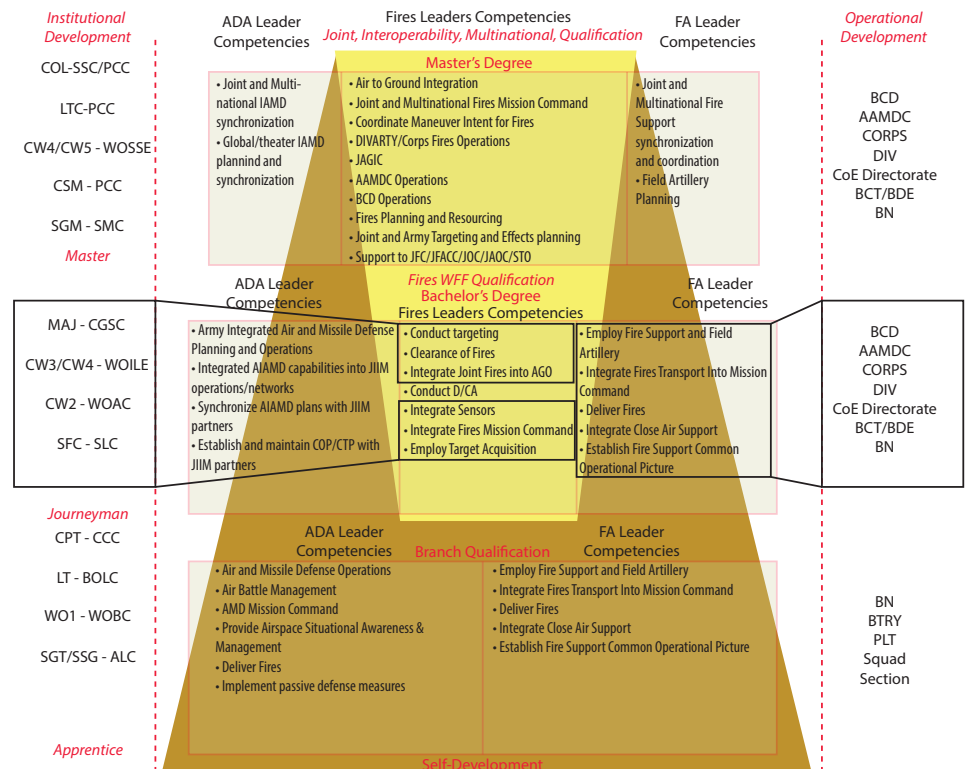 Institutional
Development
COL-SSC/PCC
LTC-PCC
CW4/CW5 - WOSSE
CSM - PCC
SGM - SMC
Master
ADA Leader
Competencies
• Joint and Multi-
national IAMD
synchronization
• Global/theater IAMD
plannind and
synchronization
Fires Leaders Competencies
Joint, Interoperability, Multinational, Qualification
Master's Degree
• Air to Ground Integration
• Joint and Multinational Fires Mission Command
• Coordinate Maneuver Intent for Fires
• DIVARTY/Corps Fires Operations
• JAGIC
• AAMDC Operations
• BCD Operations
• Fires Planning and Resourcing
• Joint and Army Targeting and Effects planning
• Support to JFC/JFACC/JOC/JAOC/STO
FA Leader
Competencies
• Joint and
Multinational Fire
Support
synchronization
and coordination
• Field Artillery
Planning
Operational
Development
BCD
AAMDC
CORPS
DIV
CoE Directorate
BCT/BDE
BN
MAJ - CGSC
CW3/CW4 - WOILE
CW2 - WOAC
SFC - SLC
Journeyman
ADA Leader
Competencies
• Army Integrated Air and Missile Defense
Planning and Operations
• Integrated AIAMD capabilities into JIIM
operations/networks
• Synchronize AIAMD plans with JIIM
partners
• Establish and maintain COP/CTP with
JIIM partners
Fires WFF Qualification
Bachelor's Degree
Fires Leaders Competencies
• Conduct targeting
• Clearance of Fires
• Integrate Joint Fires into AGO
• Conduct D/CA
• Integrate Sensors
• Integrate Fires Mission Command
• Employ Target Acquisition
FA Leader
Competencies
• Employ Fire Support and Field
Artillery
• Integrate Fires Transport Into Mission
Command
• Deliver Fires
• Integrate Close Air Support
• Establish Fire Support Common
Operational Picture
BCD
AAMDC
CORPS
DIV
CoE Directorate
BCT/BDE
BN
CPT - CCC
LT - BOLC
WO1 - WOBC
SGT/SSG - ALC
Apprentice
ADA Leader
Competencies
• Air and Missile Defense Operations
• Air Battle Management
• AMD Mission Command
• Provide Airspace Situational Awareness &
Management
• Deliver Fires
• Implement passive defense measures
Branch Qualification
FA Leader
Competencies
• Employ Fire Support and Field Artillery
• Integrate Fires Transport Into Mission Command
• Deliver Fires
• Integrate Close Air Support
• Establish Fire Support Common Operational Picture
BN
BTRY
PLT
Squad
Section
Self-Development